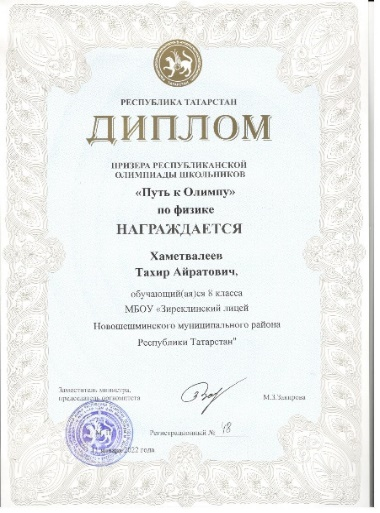 РЕСПУБЛИКА ТАТАРСТАН
ДИПЛОМ
ПРИЗЕРА РЕСПУБЛИКАНСКОЙ
ОЛИМПИАДЫ ШКОЛЬНИКОВ
«Путь к Олимпу»
по физике
НАГРАЖДАЕТСЯ
Хаметвалеев
Тахир Айратович,
обучающий(ая)ся 8 класса
МБОУ «Зиреклинский лицей
Новошешминского муниципального района
Республики Татарстан"
Заместитель министра,
председатель оргкомитета
М.З.Закирова
Регистрационный № 18
января 2022 года